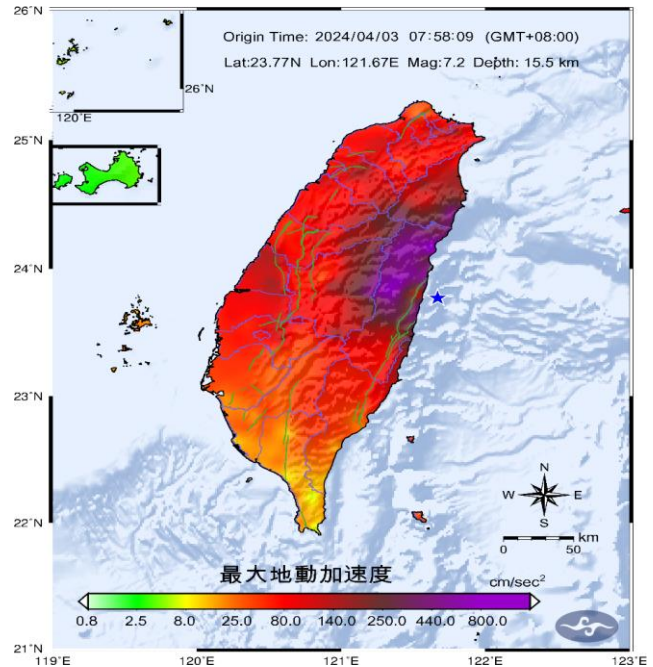 26°N
Origin Time: 2024/04/03 07:58:09 (GMT+08:00)
Lat:23.77N Lon:121.67E Mag:7.2 Depth: 15.5 km
26°N
120°E
25°N
24°N
23°N
22°N
21°N
N
W E
S
0 50 km
最大地動加速度
cm/sec²
0.8 2.5 8.0 25.0 80.0 140.0 250.0 440.0 800.0
119°E 120°E 121°E 122°E 123°E